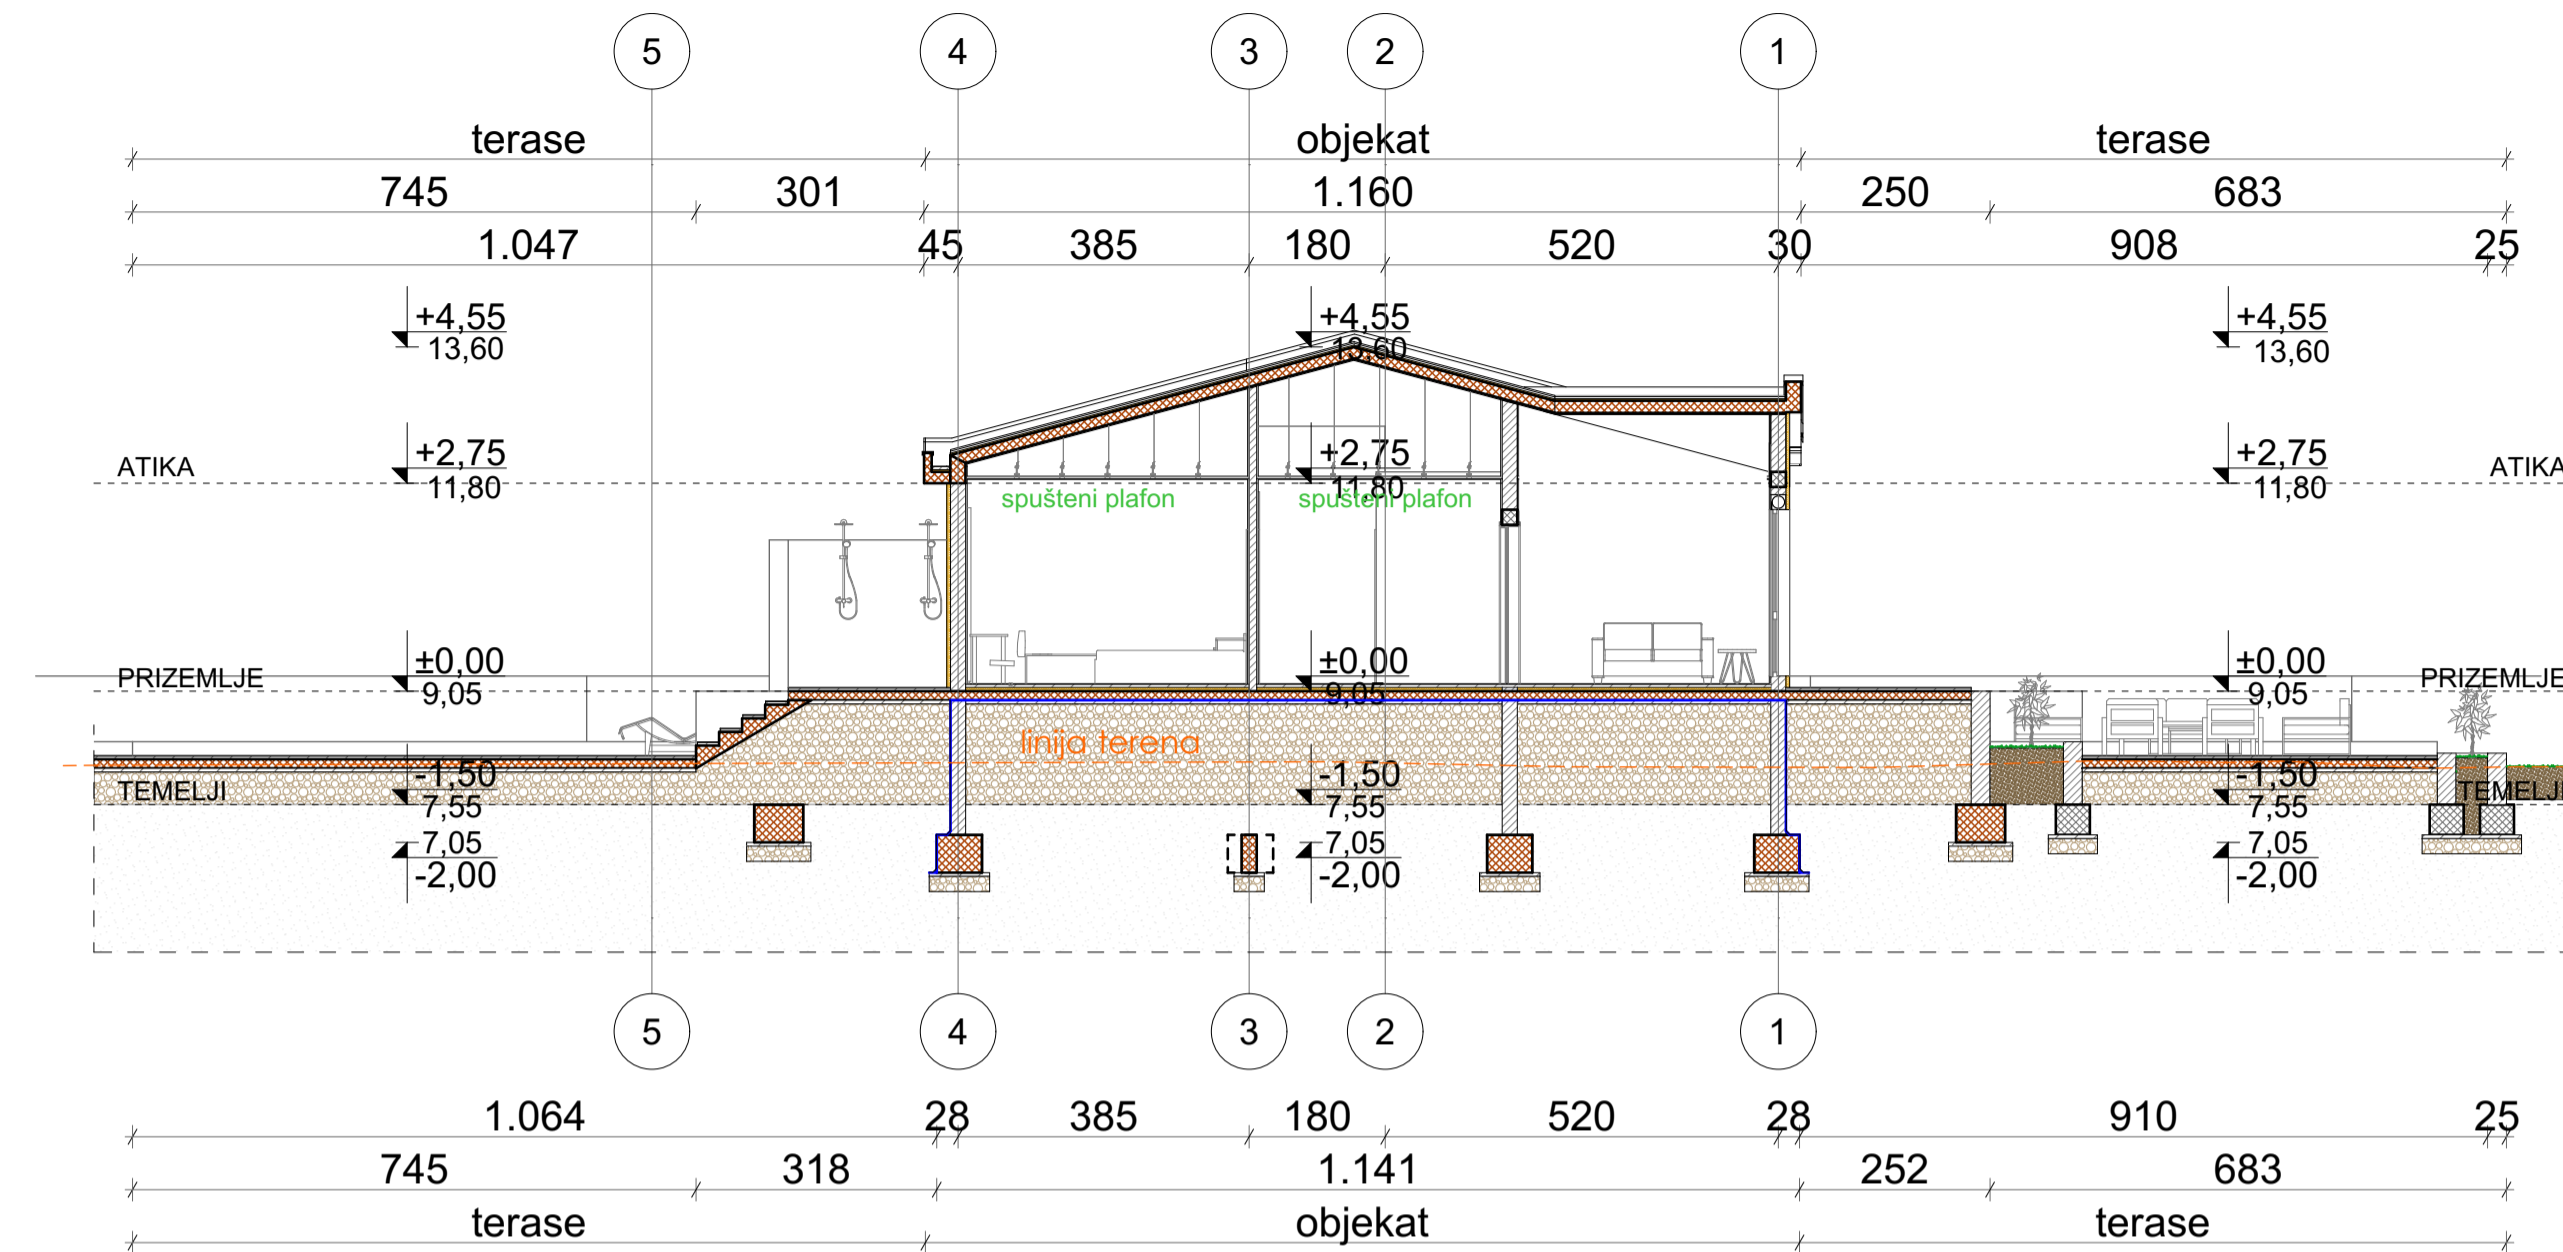 5 4 3 2 1
terase objekat terase
745 301 1.160 250 683
1.047 45 385 180 520 30 908 25
+4,55 +4,55 +4,55
13,60 13,60 13,60
+2,75 +2,75 +2,75
ATIKA ATIKA
11,80 11,80 11,80
spušteni plafon spušteni plafon
±0,00 ±0,00 ±0,00
PRIZEMLJE PRIZEMLJE
9,05 9,05 9,05
linija terena
-1,50 -1,50 -1,50
TEMELJI TEMELJI
7,55 7,55 7,55
7,05 7,05 7,05
-2,00 -2,00 -2,00
5 4 3 2 1
1.064 28 385 180 520 28 910 25
745 318 1.141 252 683
terase objekat terase